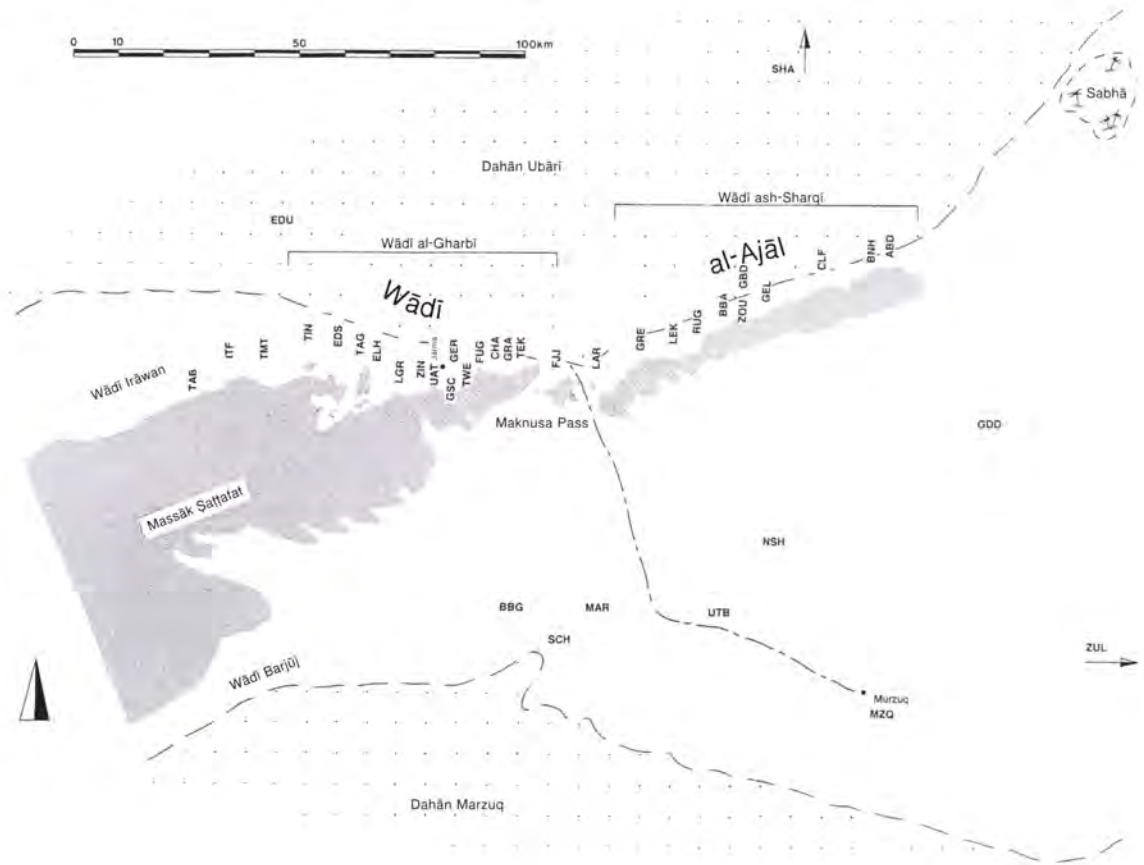 0 10 50 100km
SHA
Sabhā
Dahān Ubārī
Wādī ash-Sharqī
EDU
Wādī al-Gharbī
al-Ajāl
Wādī
CLF
BNH
ABD
GBD
BBA
ZOU
GEL
RUG
LEK
GRE
LAR
FJJ
TEK
GRA
CHA
FUG
TWE
GER
GSC
Jarma
UAT
ZIN
LGR
ELH
TAG
EDS
TIN
TMT
ITF
TAB
Wādī Irāwan
Maknusa Pass
GDD
Massāk Ṣaṭṭafat
NSH
BBG
MAR
UTB
SCH
ZUL
Wādī Barjūj
Murzuq
MZQ
Dahān Marzuq